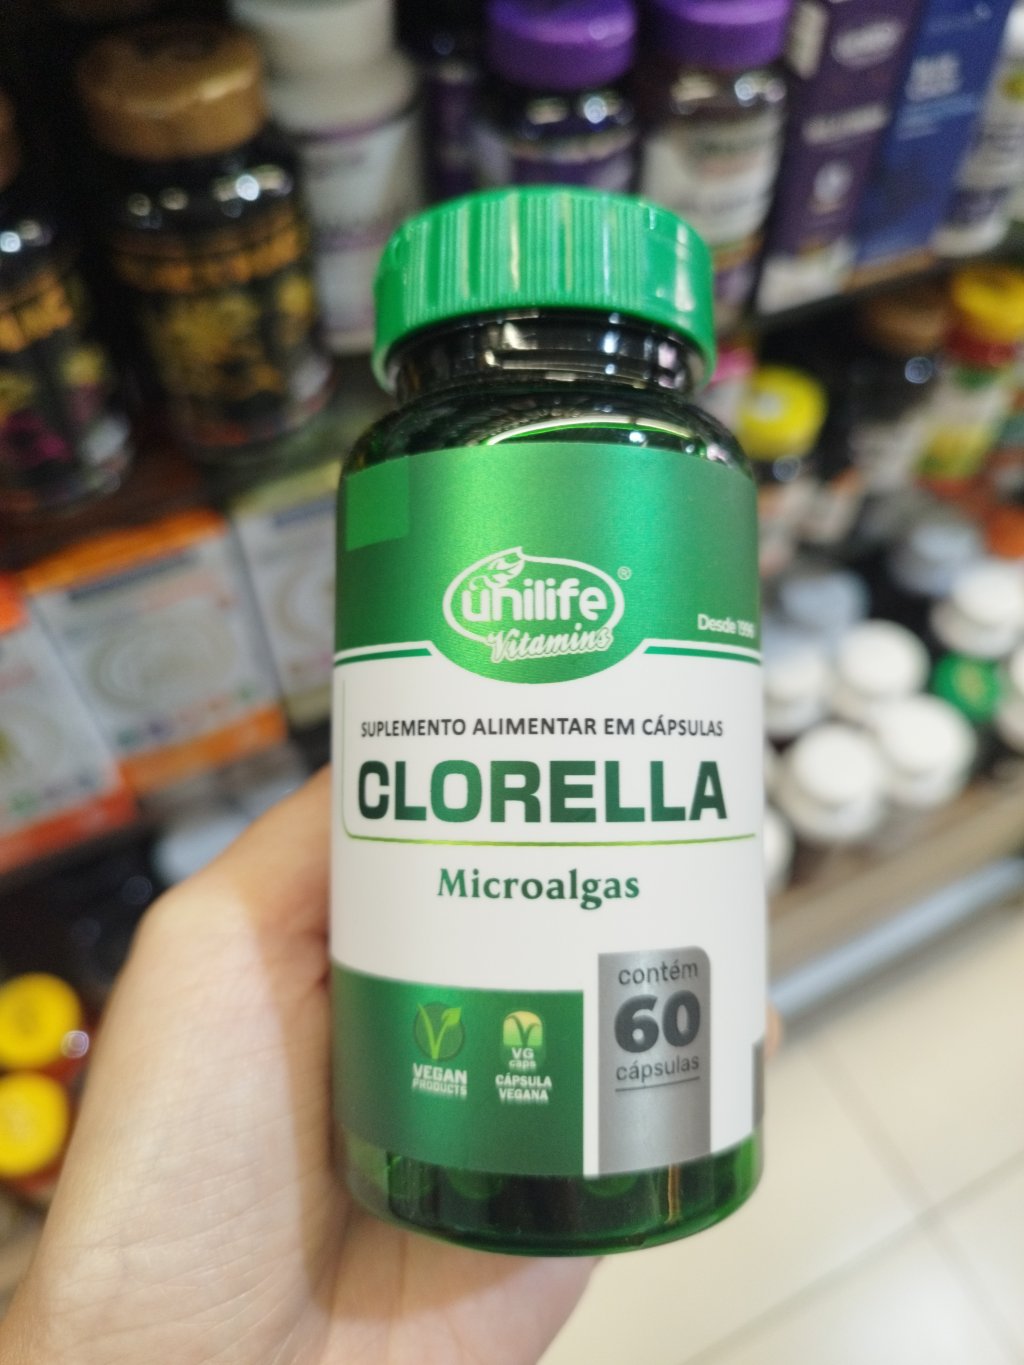 unilife®
Vitamins
Desde 1996
SUPLEMENTO ALIMENTAR EM CÁPSULAS
CLORELLA
Microalgas
contém
60
cápsulas
VEGAN
PRODUCTS
VG
caps
CÁPSULA
VEGANA